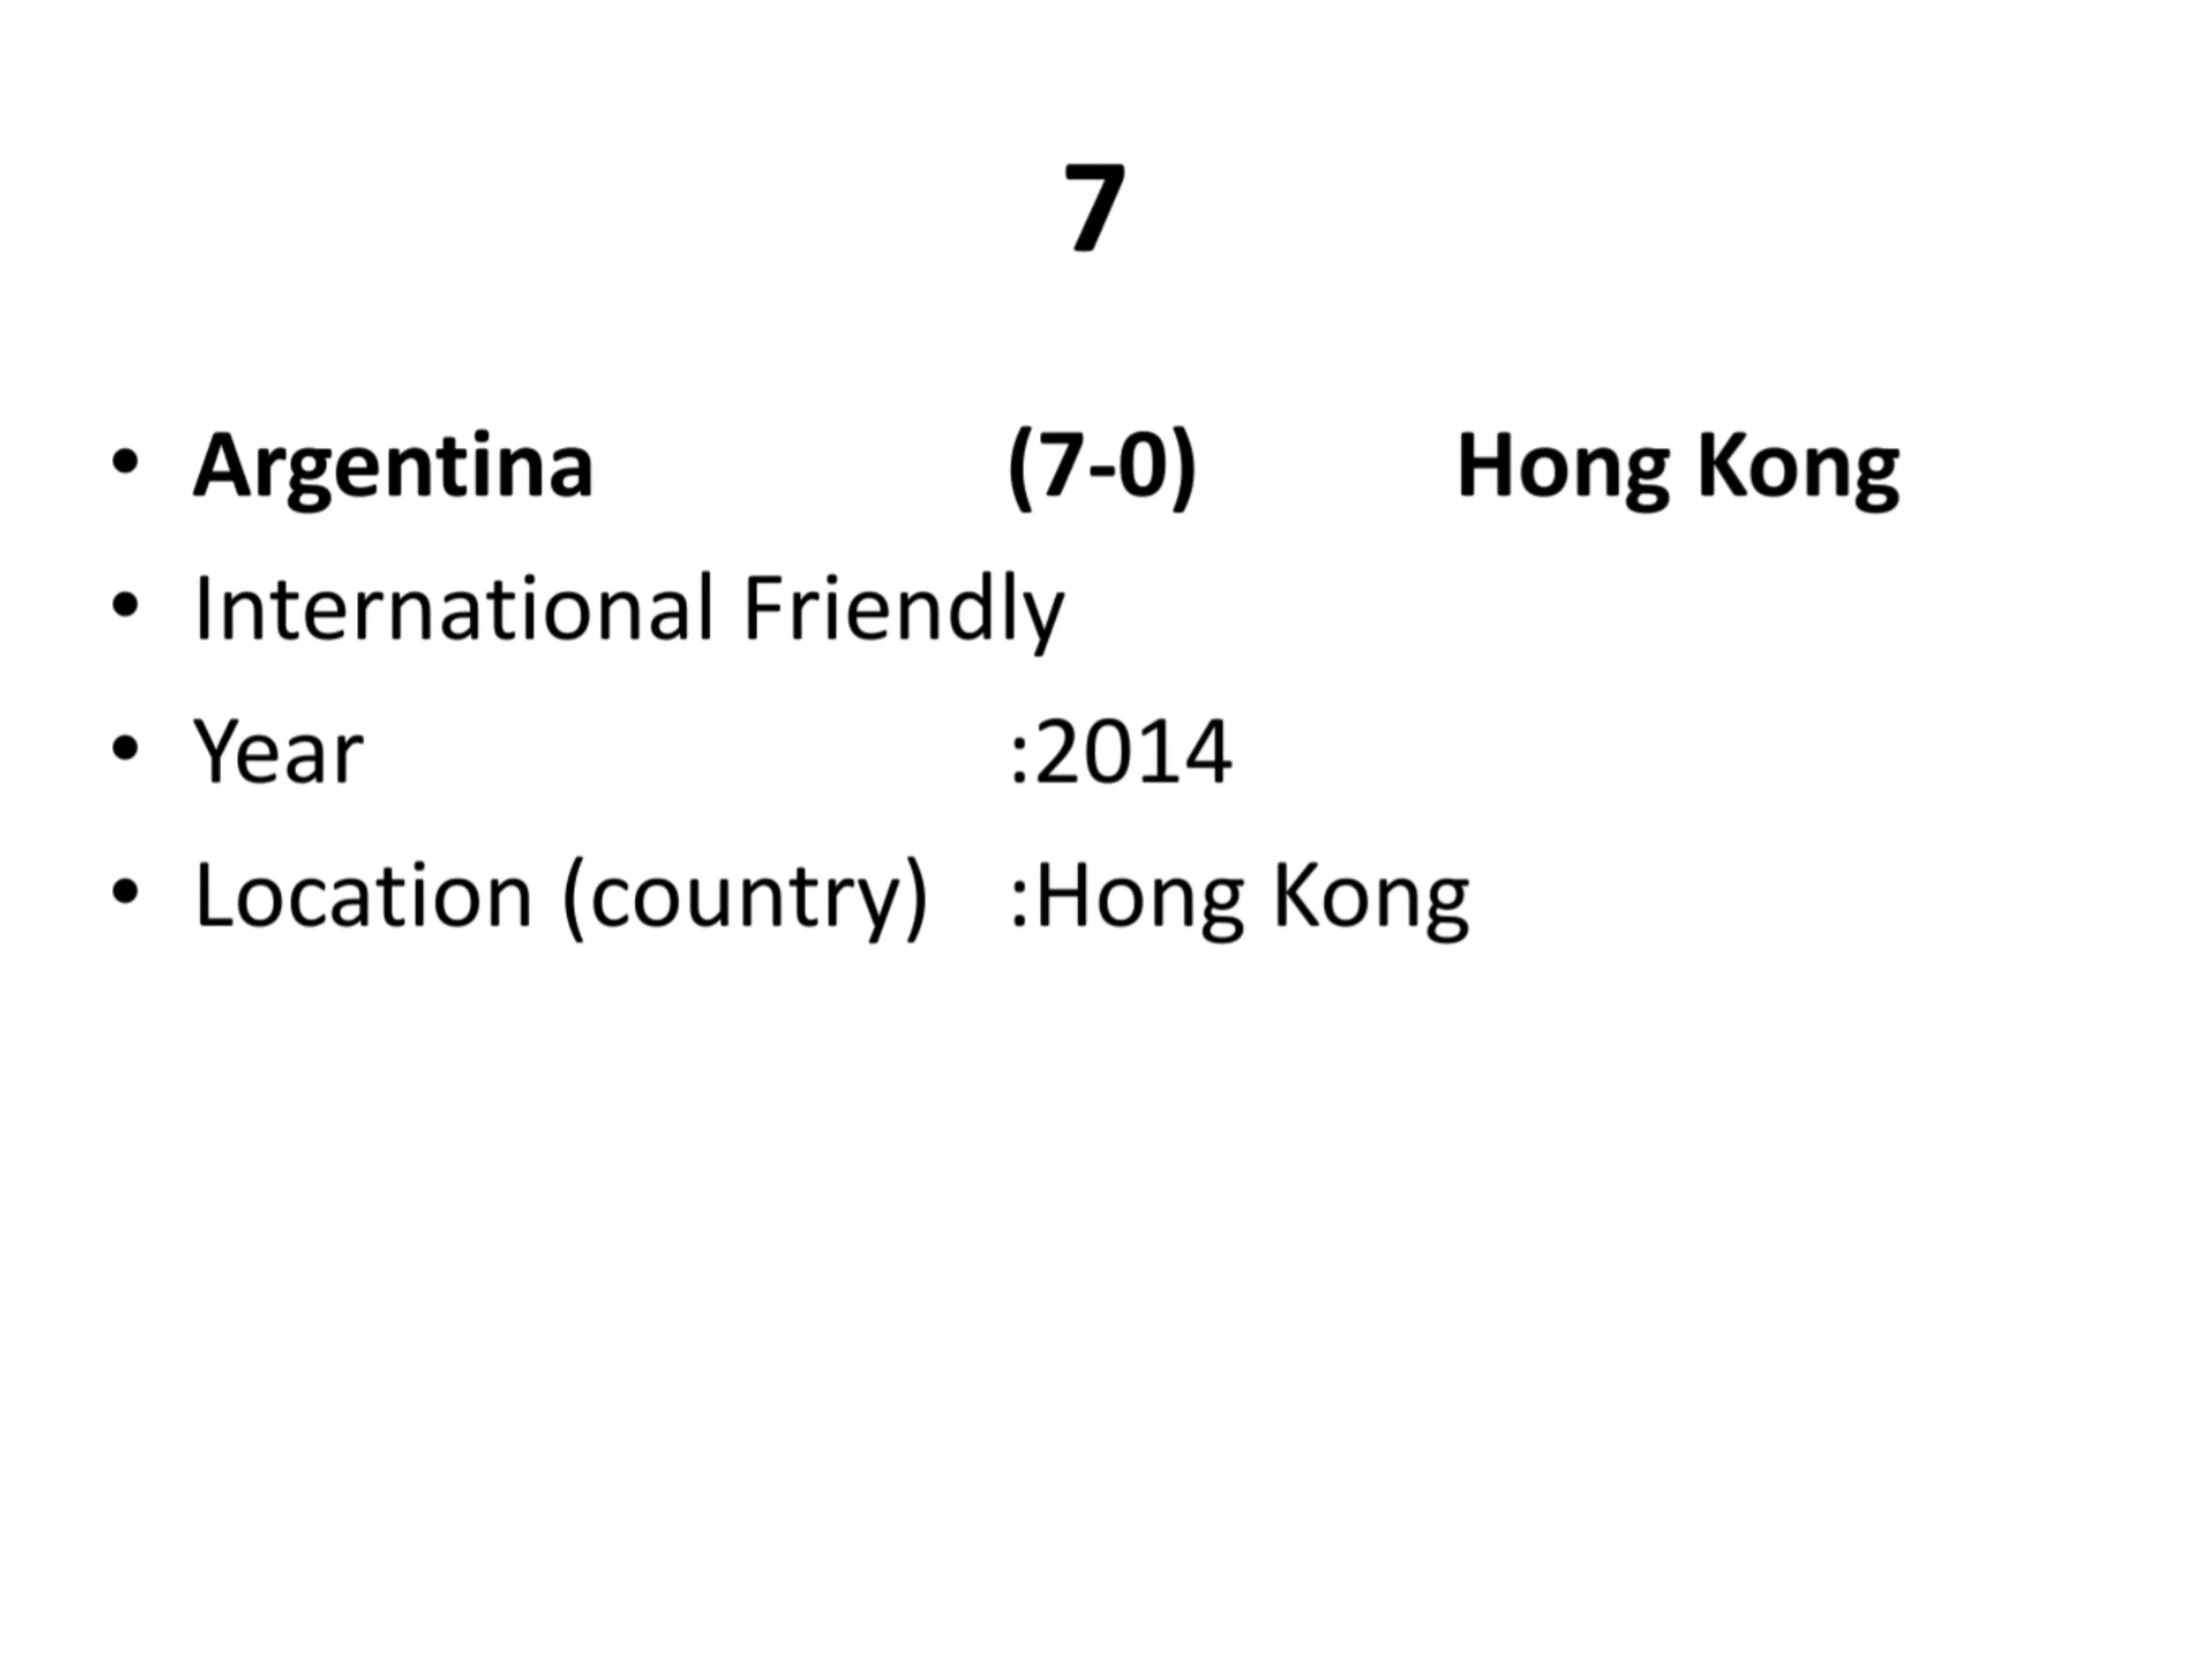 7
• Argentina (7-0) Hong Kong
• International Friendly
• Year :2014
• Location (country) :Hong Kong